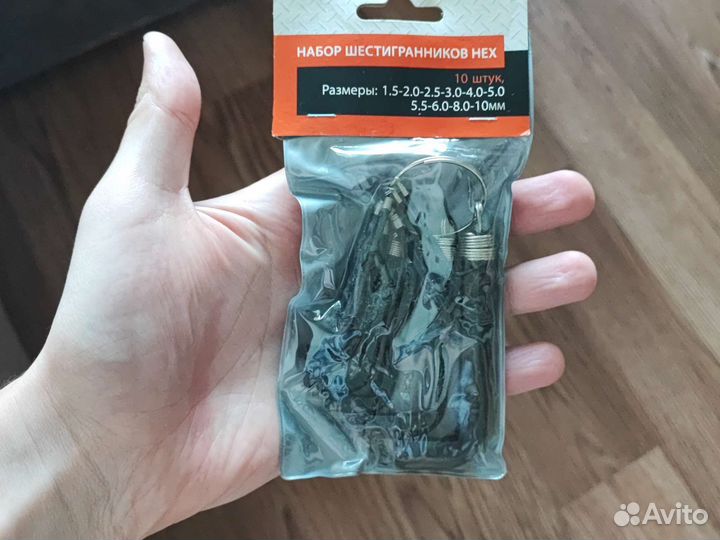 НАБОР ШЕСТИГРАННИКОВ HEX
10 штук,
Размеры: 1.5-2.0-2.5-3.0-4.0-5.0
5.5-6.0-8.0-10мм
Avito